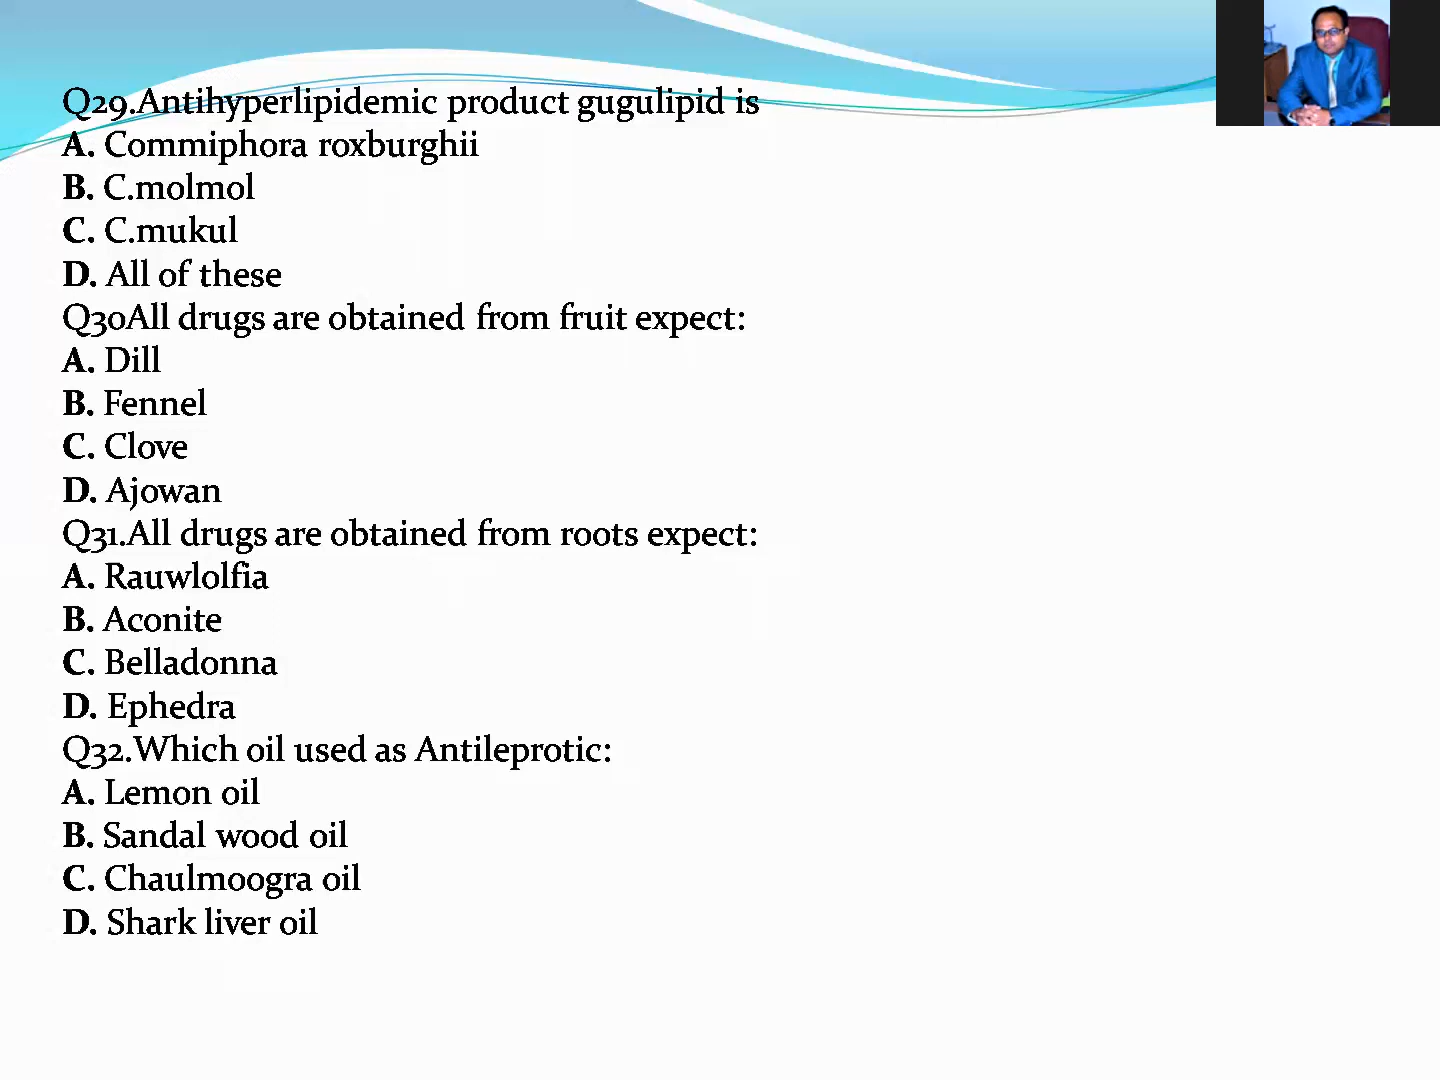 Q29.Antihyperlipidemic product gugulipid is
A. Commiphora roxburghii
B. C.molmol
C. C.mukul
D. All of these
Q30All drugs are obtained from fruit expect:
A. Dill
B. Fennel
C. Clove
D. Ajowan
Q31.All drugs are obtained from roots expect:
A. Rauwlolfia
B. Aconite
C. Belladonna
D. Ephedra
Q32.Which oil used as Antileprotic:
A. Lemon oil
B. Sandal wood oil
C. Chaulmoogra oil
D. Shark liver oil